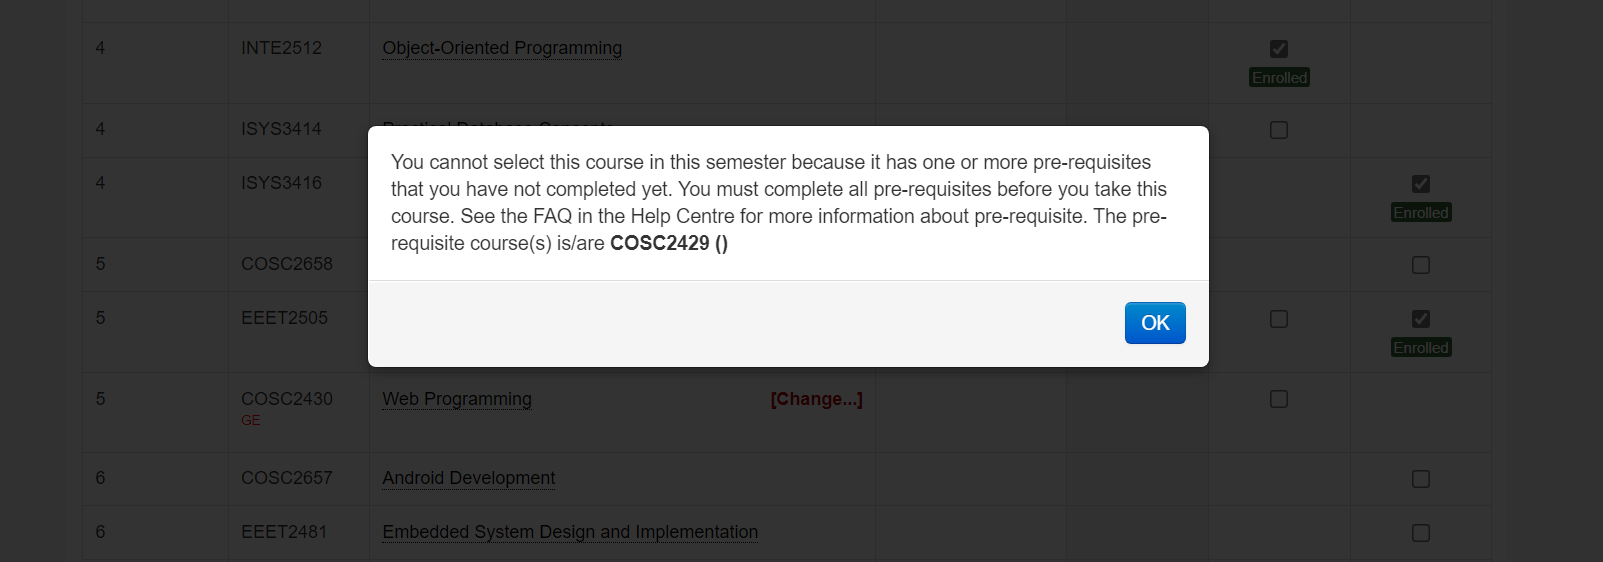 4 INTE2512 Object-Oriented Programming
Enrolled
4 ISYS3414
You cannot select this course in this semester because it has one or more pre-requisites
that you have not completed yet. You must complete all pre-requisites before you take this
course. See the FAQ in the Help Centre for more information about pre-requisite. The pre-
requisite course(s) is/are COSC2429 ()
OK
4 ISYS3416
Enrolled
5 COSC2658
5 EEET2505
Enrolled
5 COSC2430 Web Programming [Change...]
GE
6 COSC2657 Android Development
6 EEET2481 Embedded System Design and Implementation